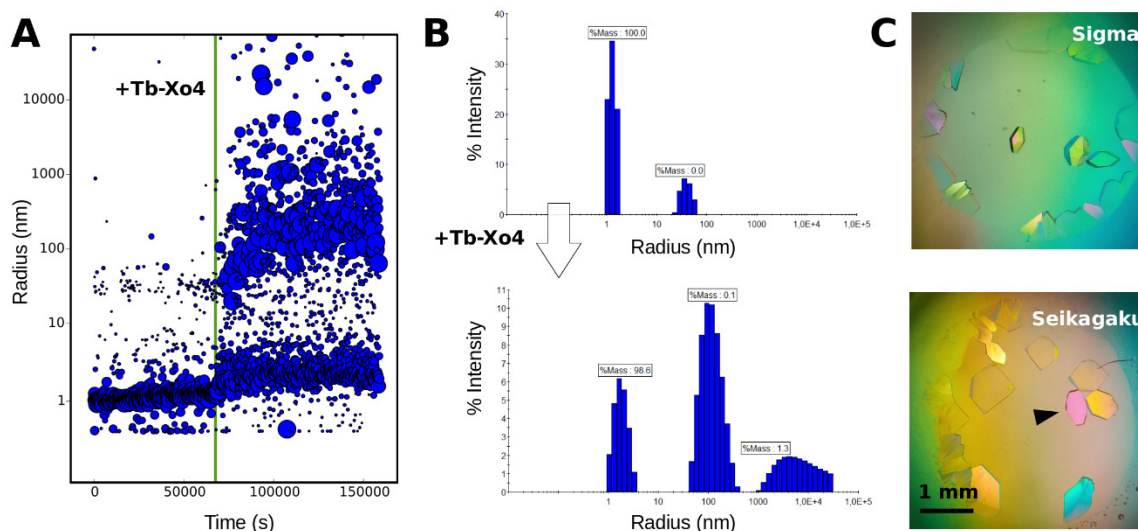 A
+Tb-Xo4
Radius (nm)
10000
1000
100
10
1
0
50000
100000
150000
Time (s)
B
% Intensity
40
30
20
10
0
%Mass : 100.0
%Mass : 0.0
1
10
100
1000
1,0E+4
1,0E+5
Radius (nm)
+Tb-Xo4
% Intensity
11
10
9
8
7
6
5
4
3
2
1
0
%Mass : 98.6
%Mass : 0.1
%Mass : 1.3
1
10
100
1000
1,0E+4
1,0E+5
Radius (nm)
C
Sigma
Seikagaku
1 mm